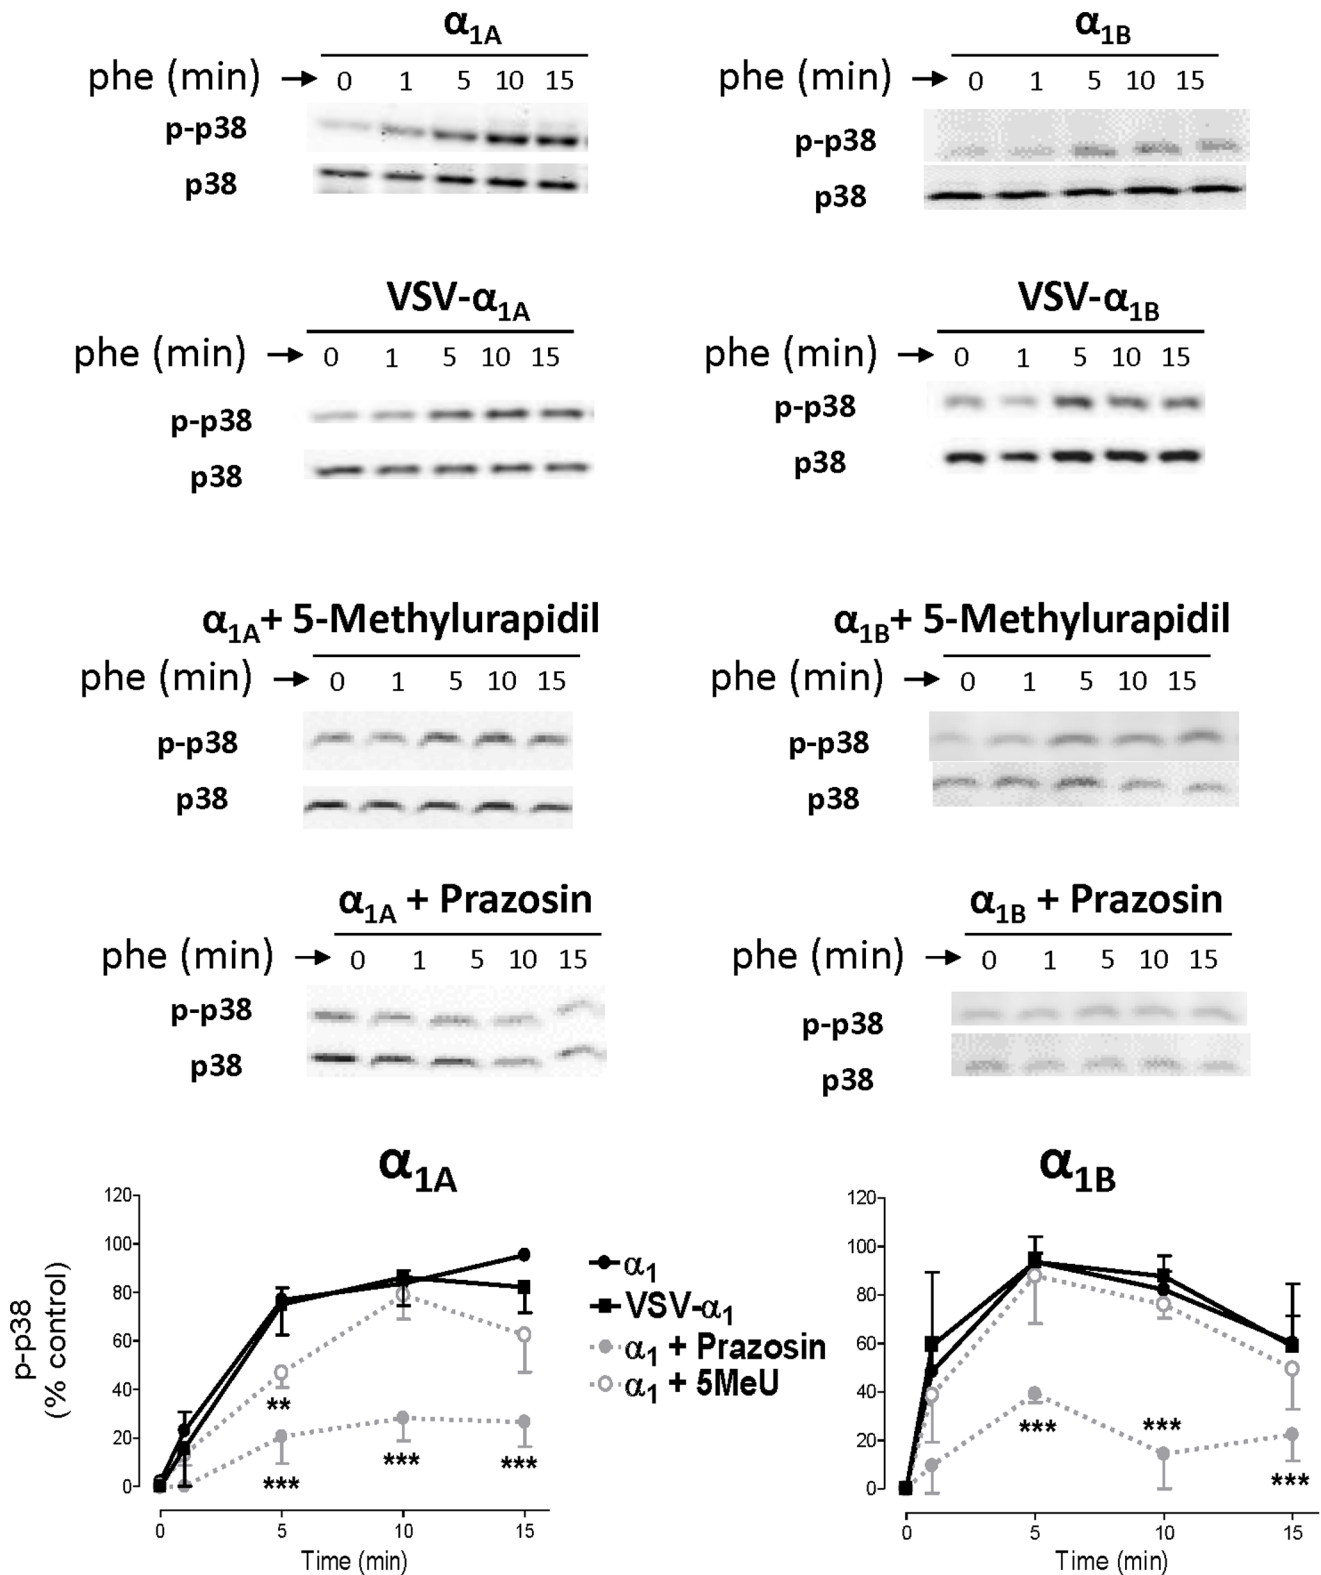 α1A
phe (min) → 0 1 5 10 15
p-p38
p38
α1B
phe (min) → 0 1 5 10 15
p-p38
p38
VSV-α1A
phe (min) → 0 1 5 10 15
p-p38
p38
VSV-α1B
phe (min) → 0 1 5 10 15
p-p38
p38
α1A+ 5-Methylurapidil
phe (min) → 0 1 5 10 15
p-p38
p38
α1B+ 5-Methylurapidil
phe (min) → 0 1 5 10 15
p-p38
p38
α1A + Prazosin
phe (min) → 0 1 5 10 15
p-p38
p38
α1B + Prazosin
phe (min) → 0 1 5 10 15
p-p38
p38
α1A
p-p38
(% control)
120
100
80
60
40
20
0
**
***
***
***
0 5 10 15
Time (min)
α1
VSV-α1
α1 + Prazosin
α1 + 5MeU
α1B
120
100
80
60
40
20
0
***
***
***
0 5 10 15
Time (min)